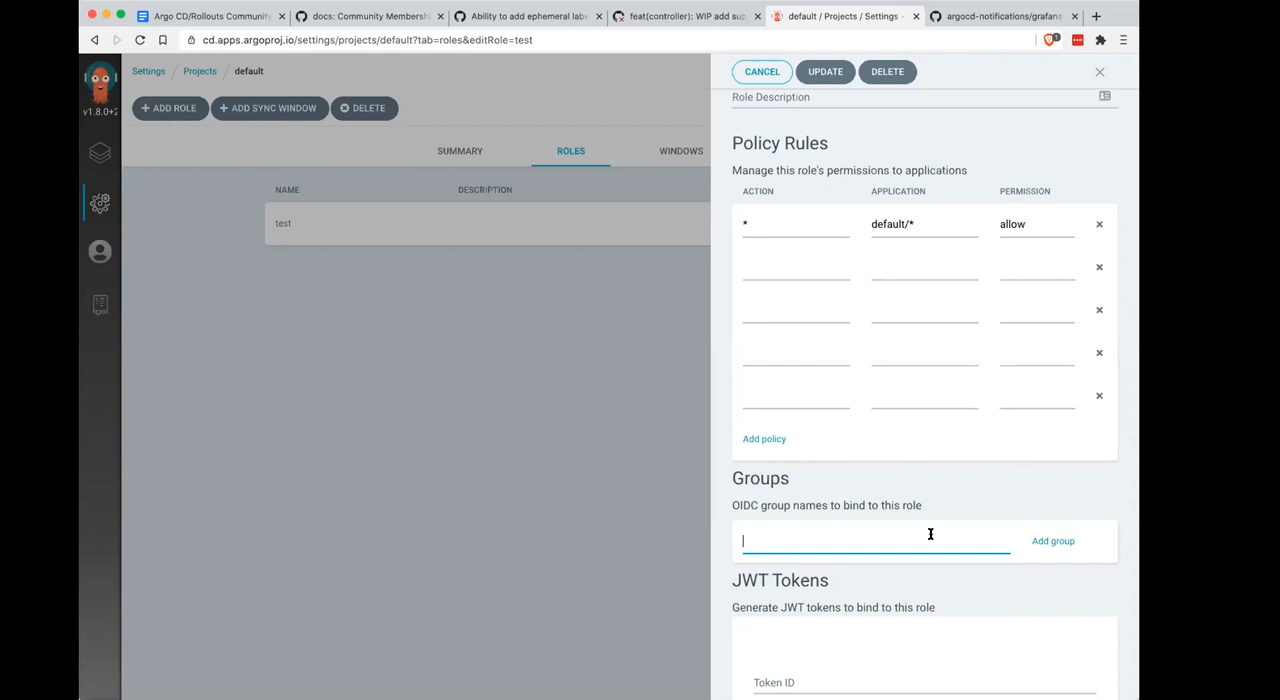 Argo CD/Rollouts Community
docs: Community Membershi
Ability to add ephemeral labe
feat(controller): WIP add sup
default / Projects / Settings -
argocd-notifications/grafana
cd.apps.argoproj.io/settings/projects/default?tab=roles&editRole=test
1
v1.8.0+2
Settings / Projects / default
ADD ROLE
ADD SYNC WINDOW
DELETE
SUMMARY
ROLES
WINDOWS
NAME
DESCRIPTION
test
CANCEL
UPDATE
DELETE
Role Description
Policy Rules
Manage this role's permissions to applications
ACTION APPLICATION PERMISSION
* default/* allow
Add policy
Groups
OIDC group names to bind to this role
Add group
JWT Tokens
Generate JWT tokens to bind to this role
Token ID